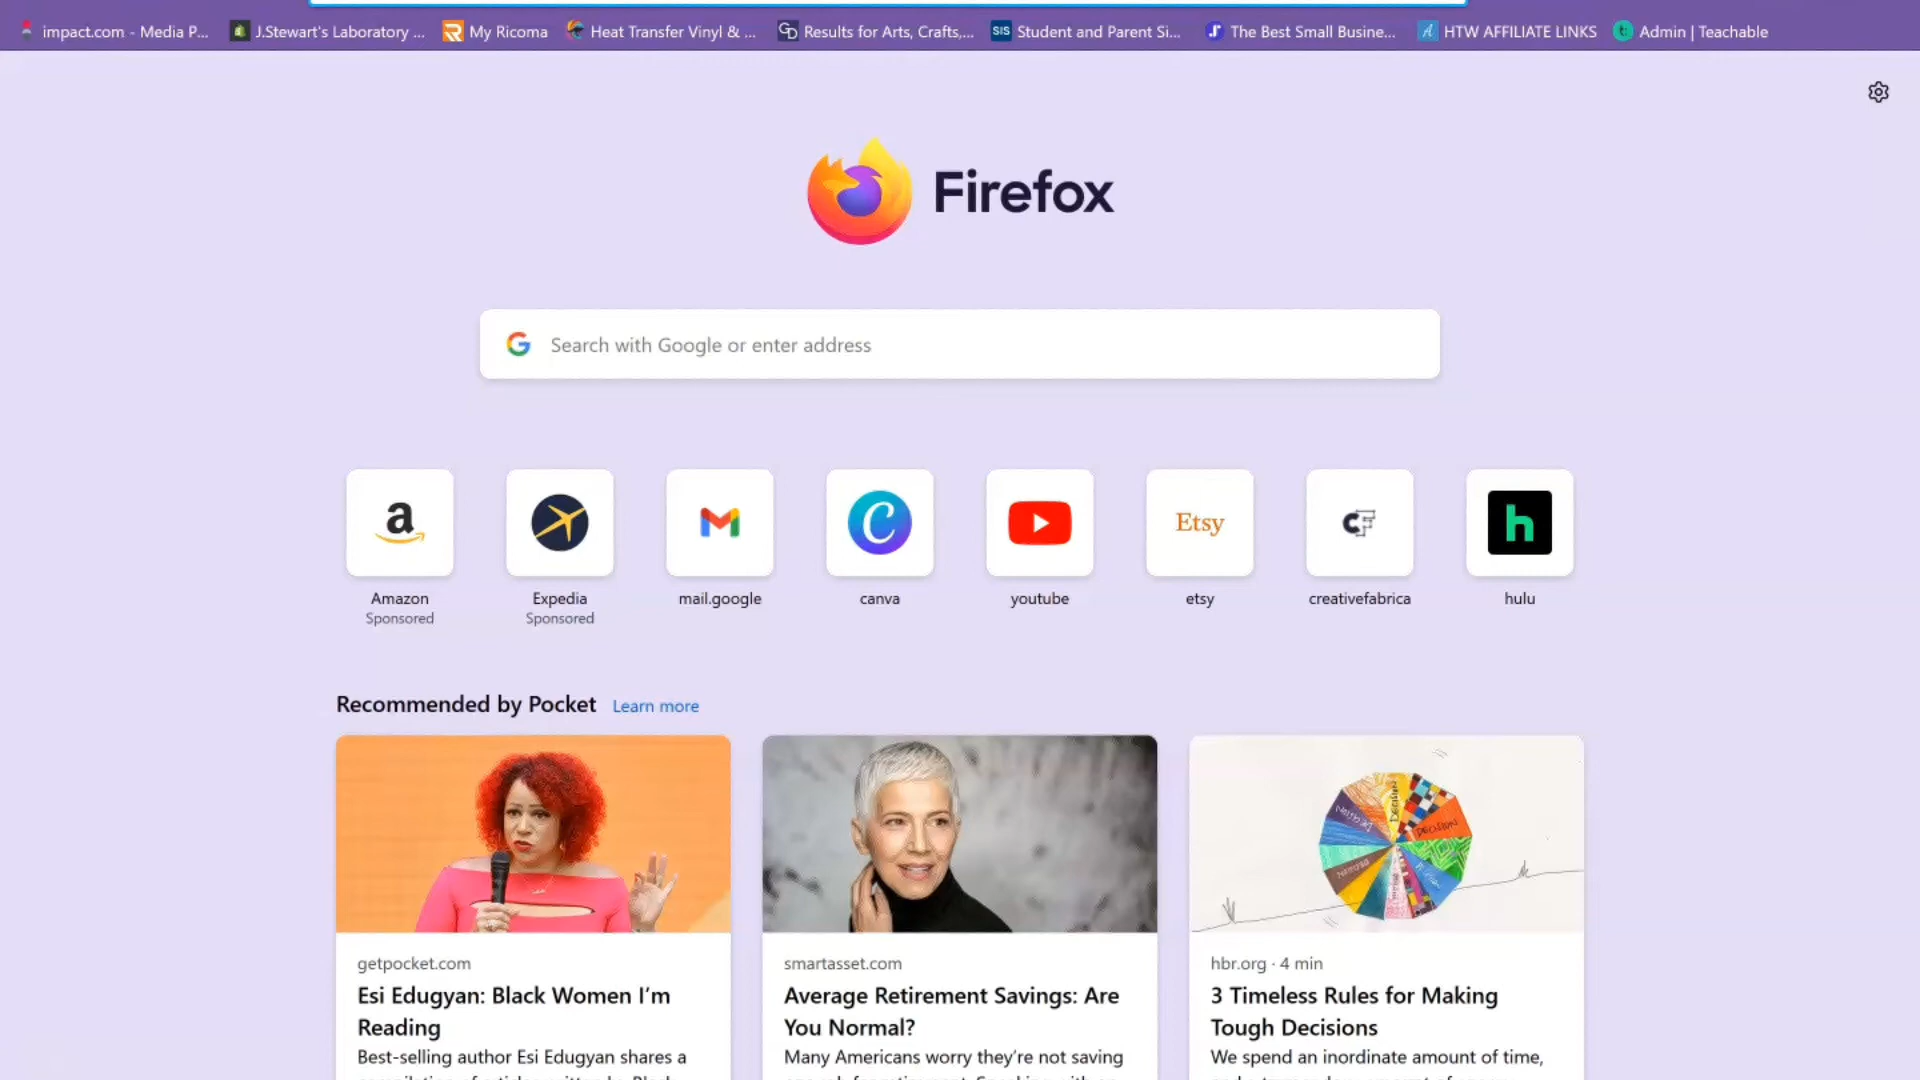 impact.com - Media P...
J.Stewart's Laboratory ...
My Ricoma
Heat Transfer Vinyl & ...
Results for Arts, Crafts,...
SIS
Student and Parent Si...
The Best Small Busine...
HTW AFFILIATE LINKS
Admin | Teachable
Firefox
Search with Google or enter address
Etsy
Amazon
Sponsored
Expedia
Sponsored
mail.google
canva
youtube
etsy
creativefabrica
hulu
Recommended by Pocket Learn more
DECISION
DECISION
DECISION
getpocket.com
Esi Edugyan: Black Women I'm
Reading
Best-selling author Esi Edugyan shares a
smartasset.com
Average Retirement Savings: Are
You Normal?
Many Americans worry they're not saving
hbr.org · 4 min
3 Timeless Rules for Making
Tough Decisions
We spend an inordinate amount of time,